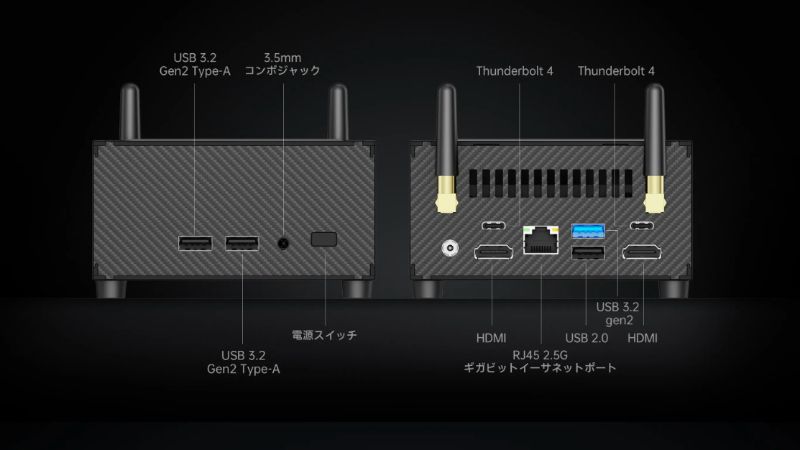 USB 3.2
Gen2 Type-A
3.5mm
コンボジャック
電源スイッチ
USB 3.2
Gen2 Type-A
Thunderbolt 4
Thunderbolt 4
USB 3.2
gen2
HDMI
USB 2.0
HDMI
RJ45 2.5G
ギガビットイーサネットポート